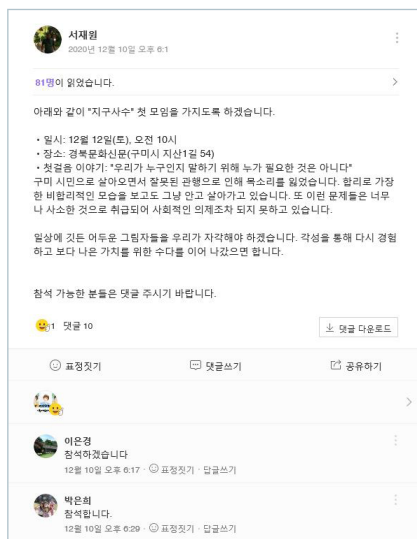 서재원
2020년 12월 10일 오후 6:1
81명이 읽었습니다.
아래와 같이 "지구사수" 첫 모임을 가지도록 하겠습니다.
• 일시: 12월 12일(토), 오전 10시
• 장소: 경북문화신문(구미시 지산1길 54)
• 첫걸음 이야기: "우리가 누구인지 말하기 위해 누가 필요한 것은 아니다"
구미 시민으로 살아오면서 잘못된 관행으로 인해 목소리를 잃었습니다. 합리로 가장
한 비합리적인 모습을 보고도 그냥 안고 살아가고 있습니다. 또 이런 문제들은 너무
나 사소한 것으로 취급되어 사회적인 의제조차 되지 못하고 있습니다.
일상에 깃든 어두운 그림자들을 우리가 자각해야 하겠습니다. 각성을 통해 다시 경험
하고 보다 나은 가치를 위한 수다를 이어 나갔으면 합니다.
참석 가능한 분들은 댓글 주시기 바랍니다.
1 댓글 10
댓글 다운로드
표정짓기 댓글쓰기 공유하기
이은경
참석하겠습니다
12월 10일 오후 6:17 · 표정짓기 · 답글쓰기
박은희
참석합니다.
12월 10일 오후 6:29 · 표정짓기 · 답글쓰기